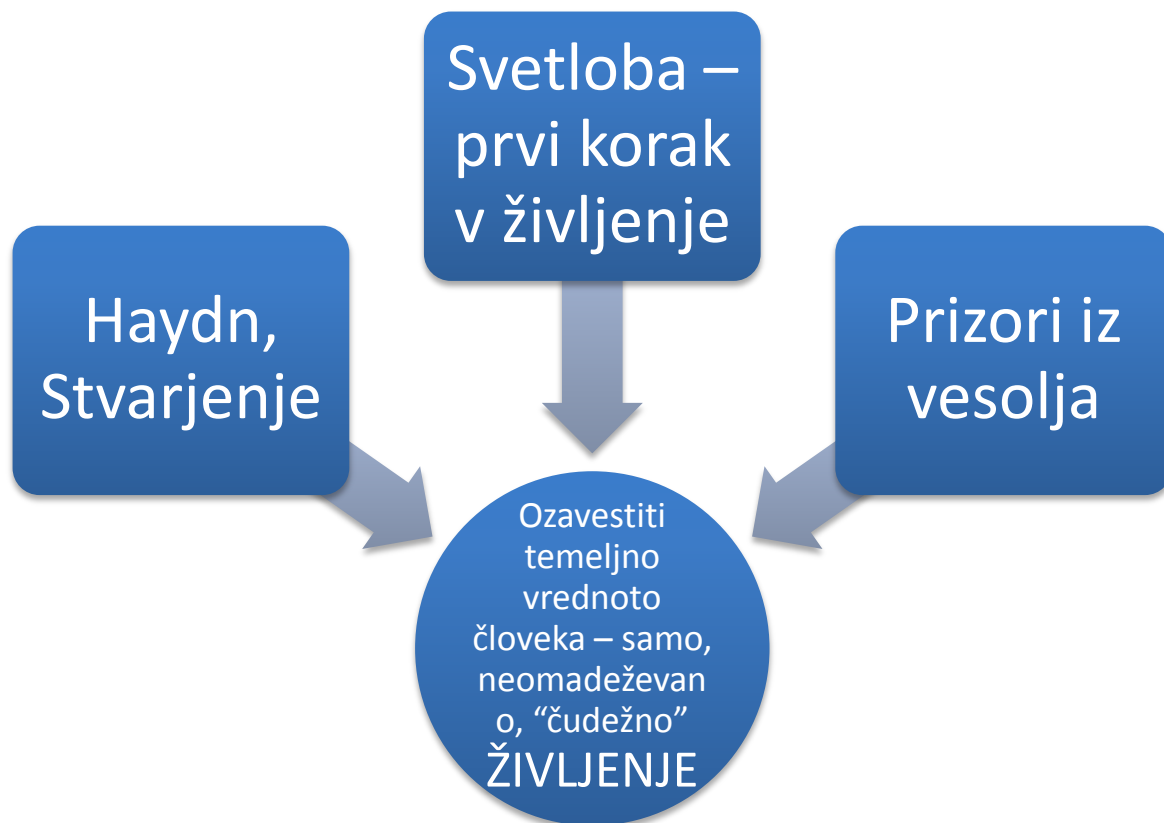 Svetloba –
prvi korak
v življenje
Haydn,
Stvarjenje
Prizori iz
vesolja
Ozavestiti
temeljno
vrednoto
človeka – samo,
neomadeževan
o, “čudežno”
ŽIVLJENJE